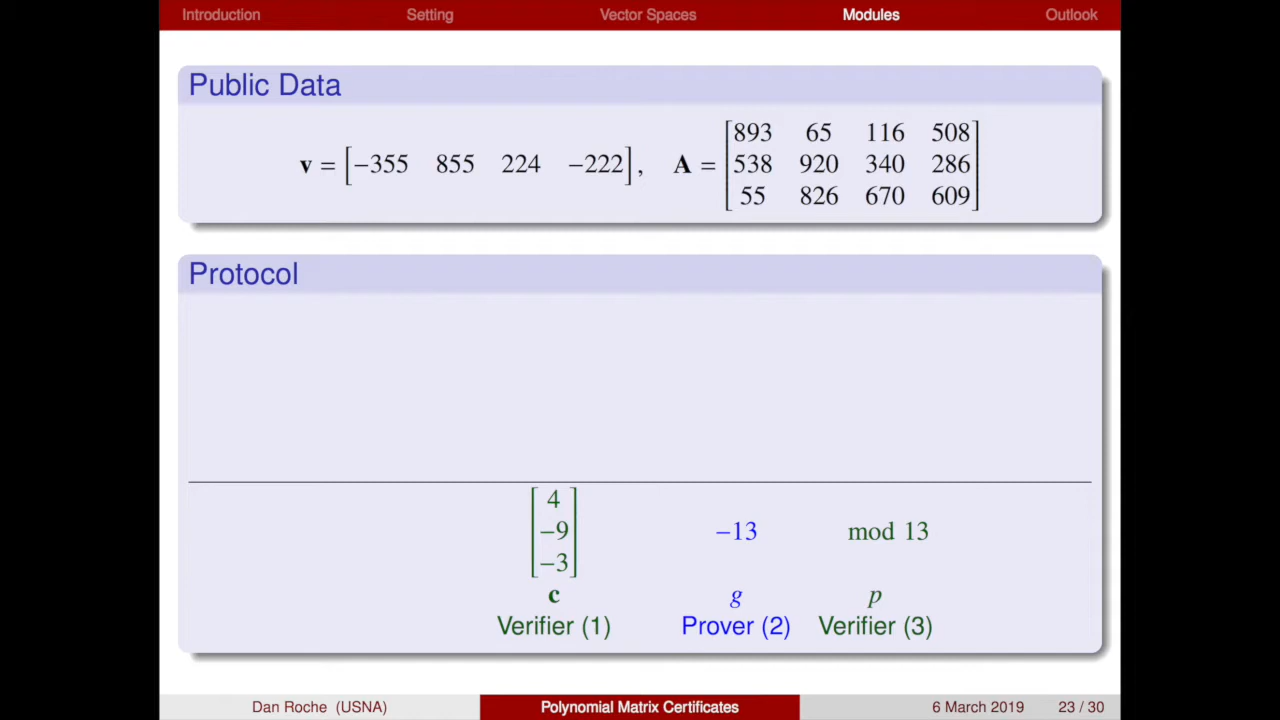 Introduction Setting Vector Spaces Modules Outlook
Public Data
v = [−355 855 224 −222], A = [893 65 116 508
538 920 340 286
55 826 670 609]
Protocol
[4
−9
−3] −13 mod 13
c g p
Verifier (1) Prover (2) Verifier (3)
Dan Roche (USNA) Polynomial Matrix Certificates 6 March 2019 23 / 30